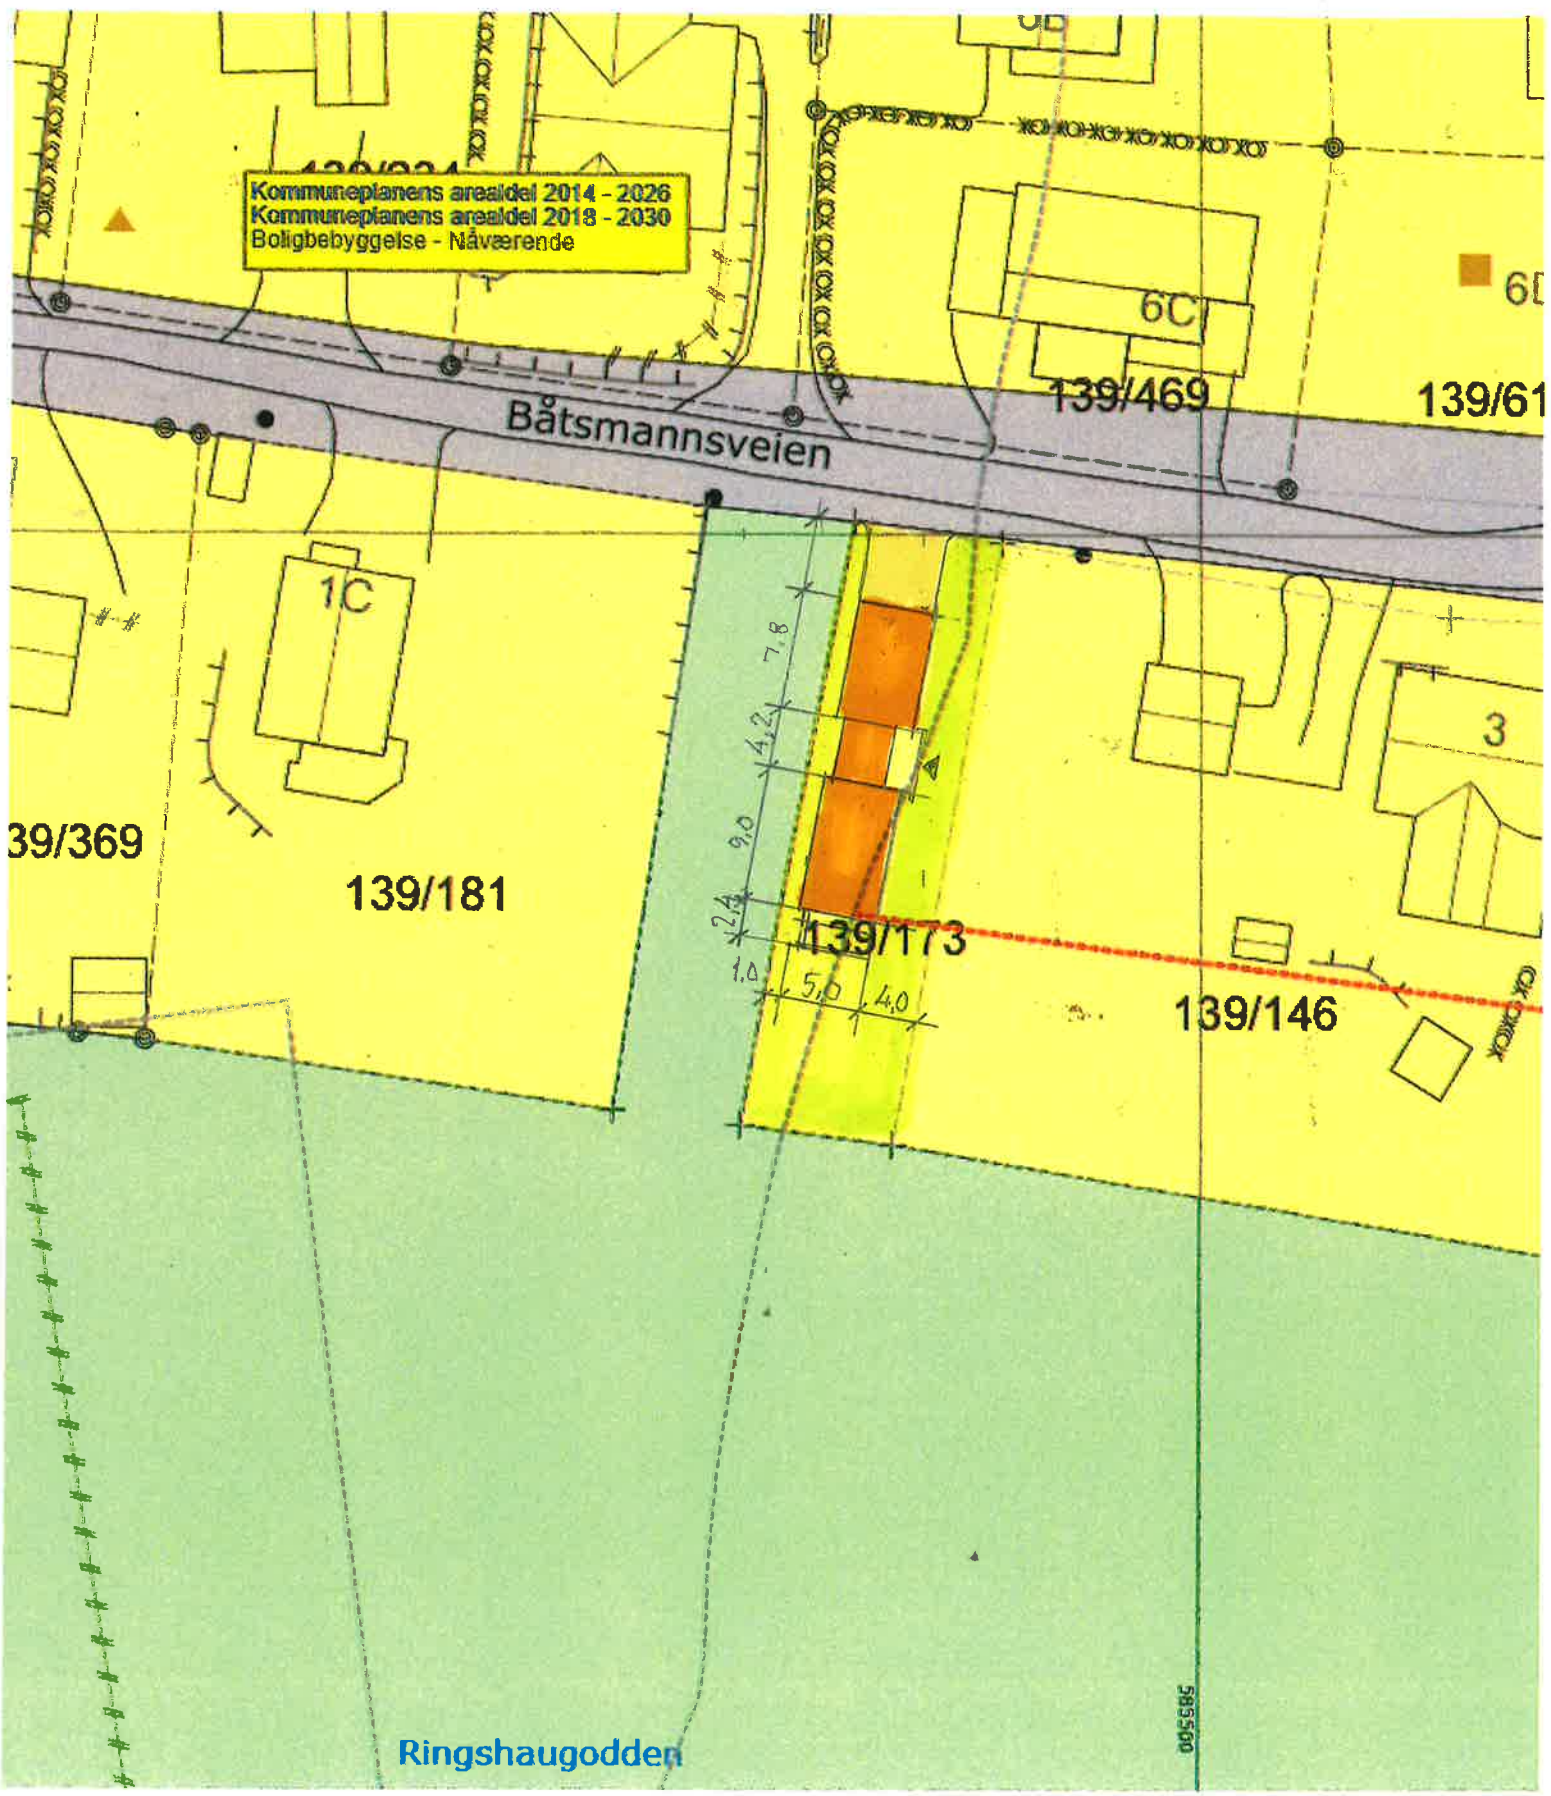 Kommuneplanens arealdel 2014 - 2026
Kommuneplanens arealdel 2018 - 2030
Boligbebyggelse - Nåværende
6C
139/469
139/61
Båtsmannsveien
1C
7,8
4,2
3
9,0
39/369
139/181
2,4
139/173
1.0
5,0
4,0
139/146
589500
Ringshaugodden